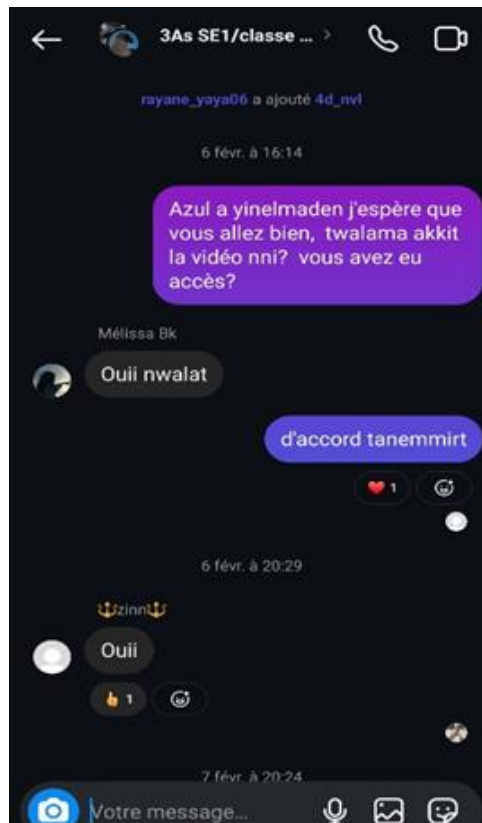 3As SE1/classe ...
rayane_yaya06 a ajouté 4d_nvl
6 févr. à 16:14
Azul a yinelmaden j'espère que
vous allez bien, twalama akkit
la vidéo nni? vous avez eu
accès?
Mélissa Bk
Ouii nwalat
d'accord tanemmirt
❤️ 1
6 févr. à 20:29
🔱zinn🔱
Ouii
👍 1
7 févr. à 20:24
Votre message...